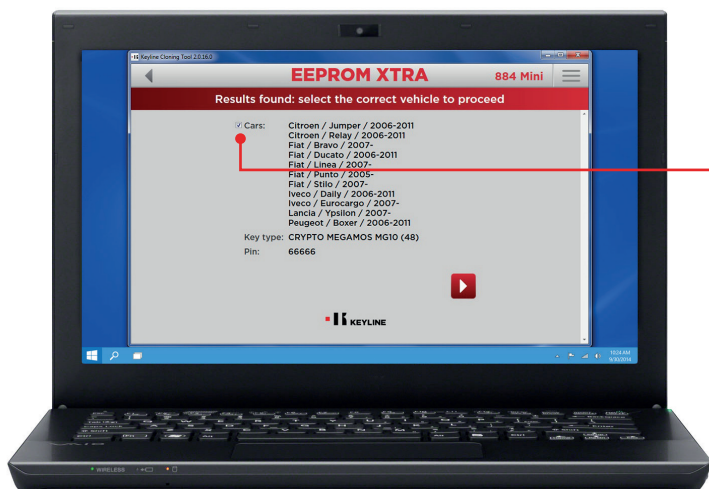 Keyline Cloning Tool 2.0.16.0
EEPROM XTRA
884 Mini
Results found: select the correct vehicle to proceed
Cars: Citroen / Jumper / 2006-2011
Citroen / Relay / 2006-2011
Fiat / Bravo / 2007-
Fiat / Ducato / 2006-2011
Fiat / Linea / 2007-
Fiat / Punto / 2005-
Fiat / Stilo / 2007-
Iveco / Daily / 2006-2011
Iveco / Eurocargo / 2007-
Lancia / Ypsilon / 2007-
Peugeot / Boxer / 2006-2011
Key type: CRYPTO MEGAMOS MG10 (48)
Pin: 66666
KEYLINE
10:24 AM
9/30/2014
WIRELESS